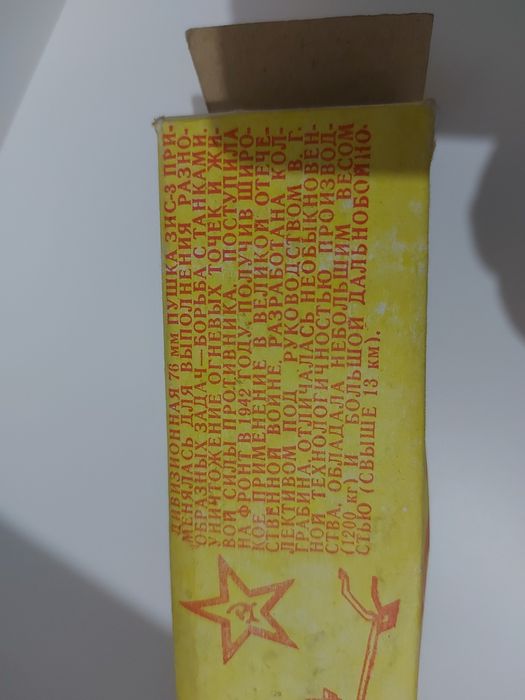 ДИВИЗИОННАЯ 76 мм ПУШКА ЗИС-3 ПРИ-
МЕНЯЛАСЬ ДЛЯ ВЫПОЛНЕНИЯ РАЗНО-
ОБРАЗНЫХ ЗАДАЧ—БОРЬБА С ТАНКАМИ.
УНИЧТОЖЕНИЕ ОГНЕВЫХ ТОЧЕК И ЖИ-
ВОЙ СИЛЫ ПРОТИВНИКА. ПОСТУПИЛА
НА ФРОНТ В 1942 ГОДУ, ПОЛУЧИВ ШИРО-
КОЕ ПРИМЕНЕНИЕ В ВЕЛИКОЙ ОТЕЧЕ-
СТВЕННОЙ ВОЙНЕ. РАЗРАБОТАНА КОЛ-
ЛЕКТИВОМ ПОД РУКОВОДСТВОМ В. Г.
ГРАБИНА. ОТЛИЧАЛАСЬ НЕОБЫКНОВЕН-
НОЙ ТЕХНОЛОГИЧНОСТЬЮ ПРОИЗВОД-
СТВА. ОБЛАДАЛА НЕБОЛЬШИМ ВЕСОМ
(1200 кг) И БОЛЬШОЙ ДАЛЬНОБОЙНО-
СТЬЮ (СВЫШЕ 13 КМ).